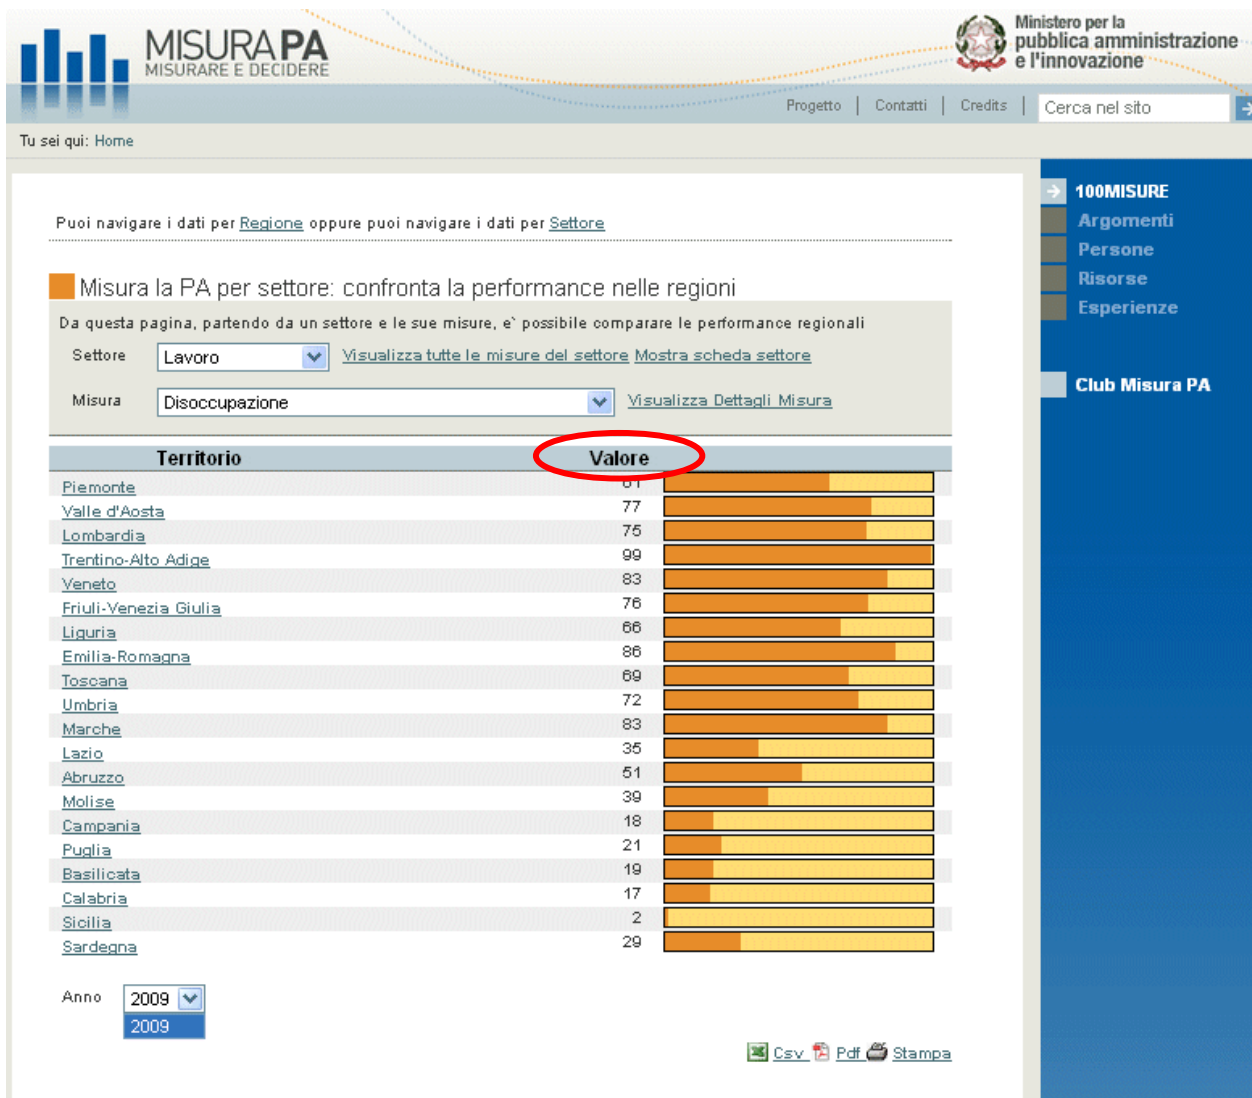 MISURAPA
MISURARE E DECIDERE
Ministero per la
pubblica amministrazione
e l'innovazione
Progetto | Contatti | Credits | Cerca nel sito
Tu sei qui: Home
100MISURE
Argomenti
Persone
Risorse
Esperienze
Club Misura PA
Puoi navigare i dati per Regione oppure puoi navigare i dati per Settore
Misura la PA per settore: confronta la performance nelle regioni
Da questa pagina, partendo da un settore e le sue misure, e` possibile comparare le performance regionali
Settore Lavoro Visualizza tutte le misure del settore Mostra scheda settore
Misura Disoccupazione Visualizza Dettagli Misura
Territorio Valore
Piemonte 61
Valle d'Aosta 77
Lombardia 75
Trentino-Alto Adige 99
Veneto 83
Friuli-Venezia Giulia 76
Liguria 66
Emilia-Romagna 86
Toscana 69
Umbria 72
Marche 83
Lazio 35
Abruzzo 51
Molise 39
Campania 18
Puglia 21
Basilicata 19
Calabria 17
Sicilia 2
Sardegna 29
Anno 2009
2009
Csv Pdf Stampa